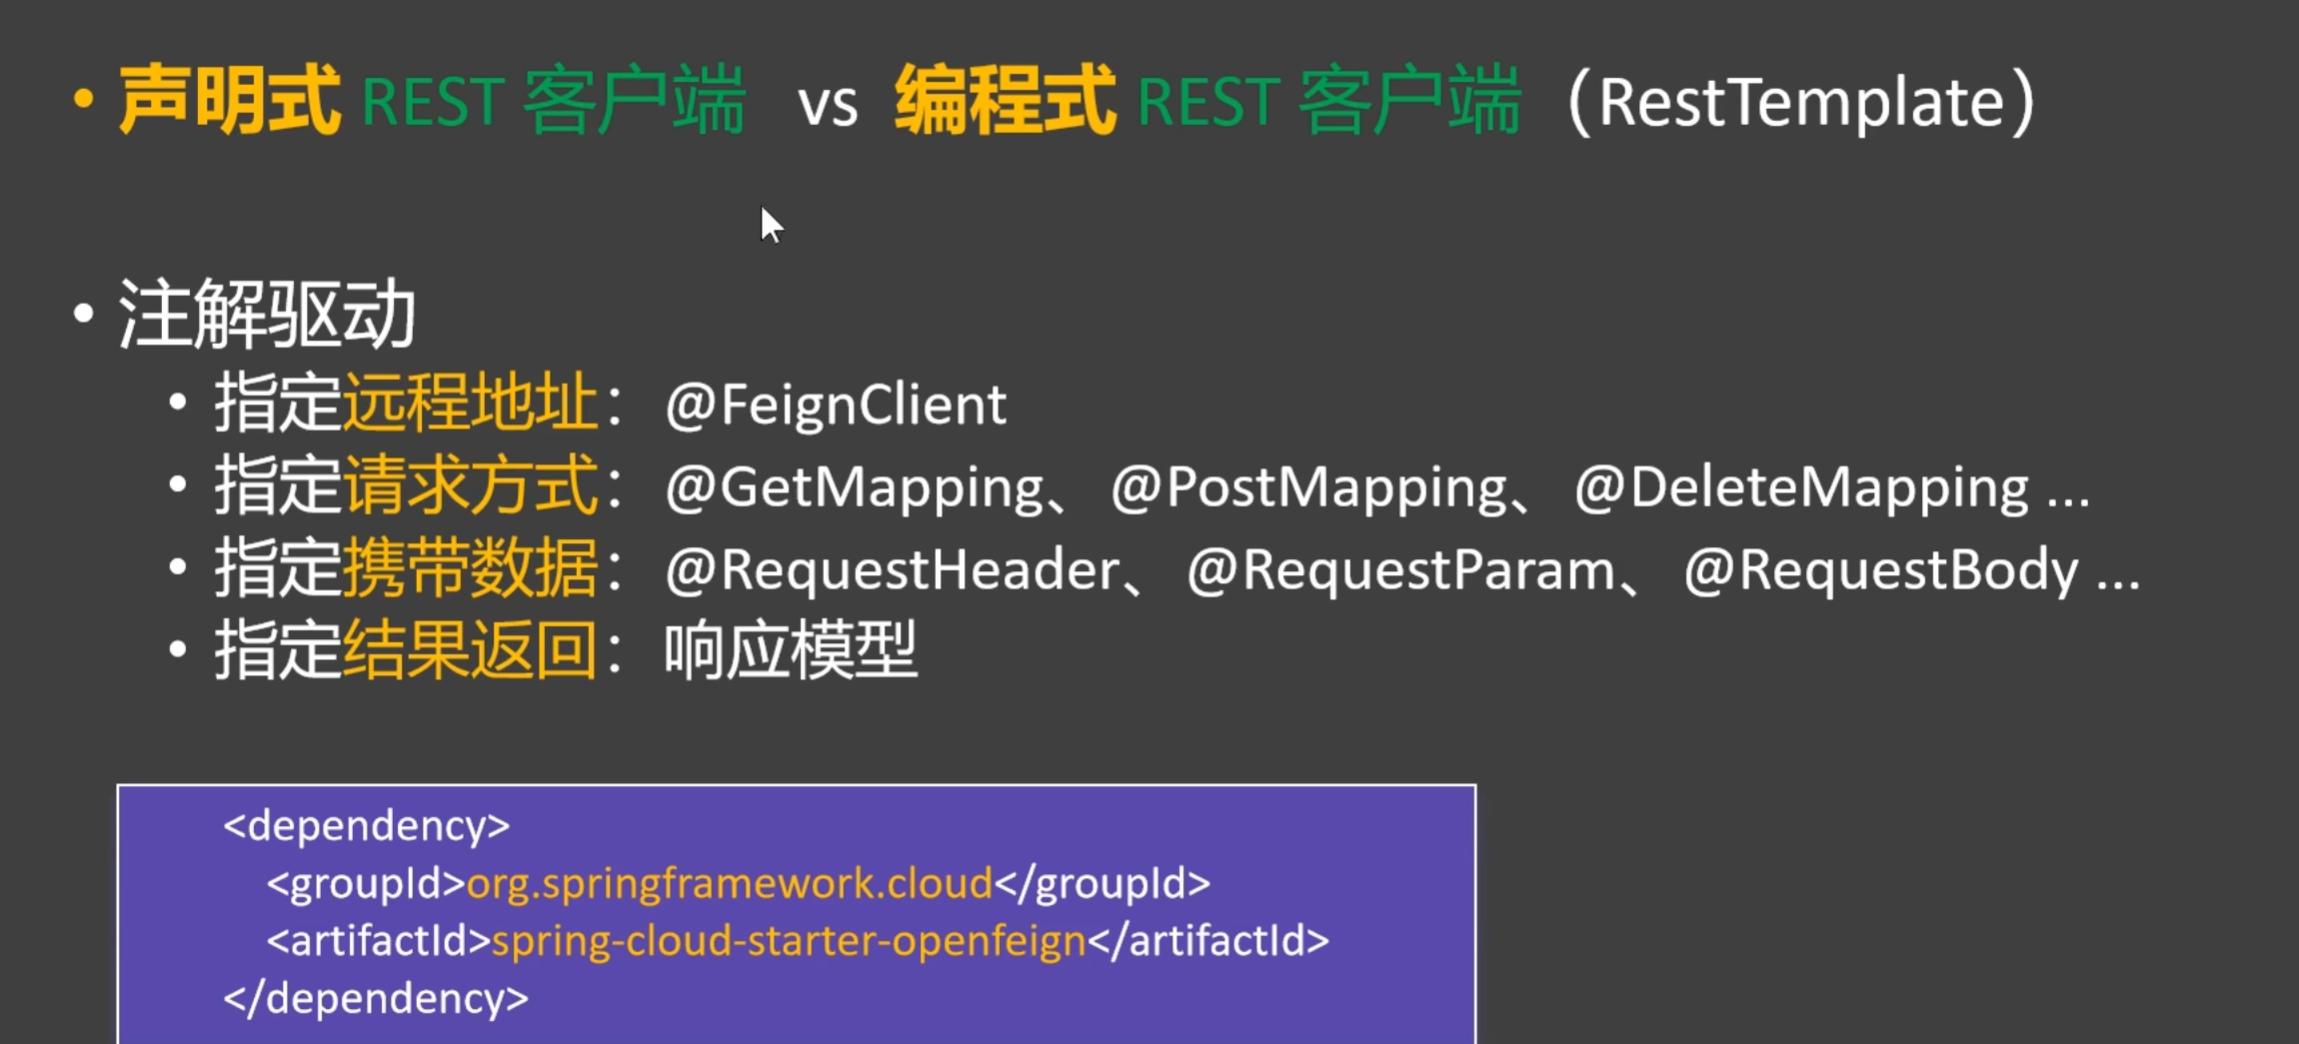 • 声明式 REST 客户端 vs 编程式 REST 客户端（RestTemplate）
• 注解驱动
• 指定远程地址：@FeignClient
• 指定请求方式：@GetMapping、@PostMapping、@DeleteMapping ...
• 指定携带数据：@RequestHeader、@RequestParam、@RequestBody ...
• 指定结果返回：响应模型
<dependency>
<groupId>org.springframework.cloud</groupId>
<artifactId>spring-cloud-starter-openfeign</artifactId>
</dependency>